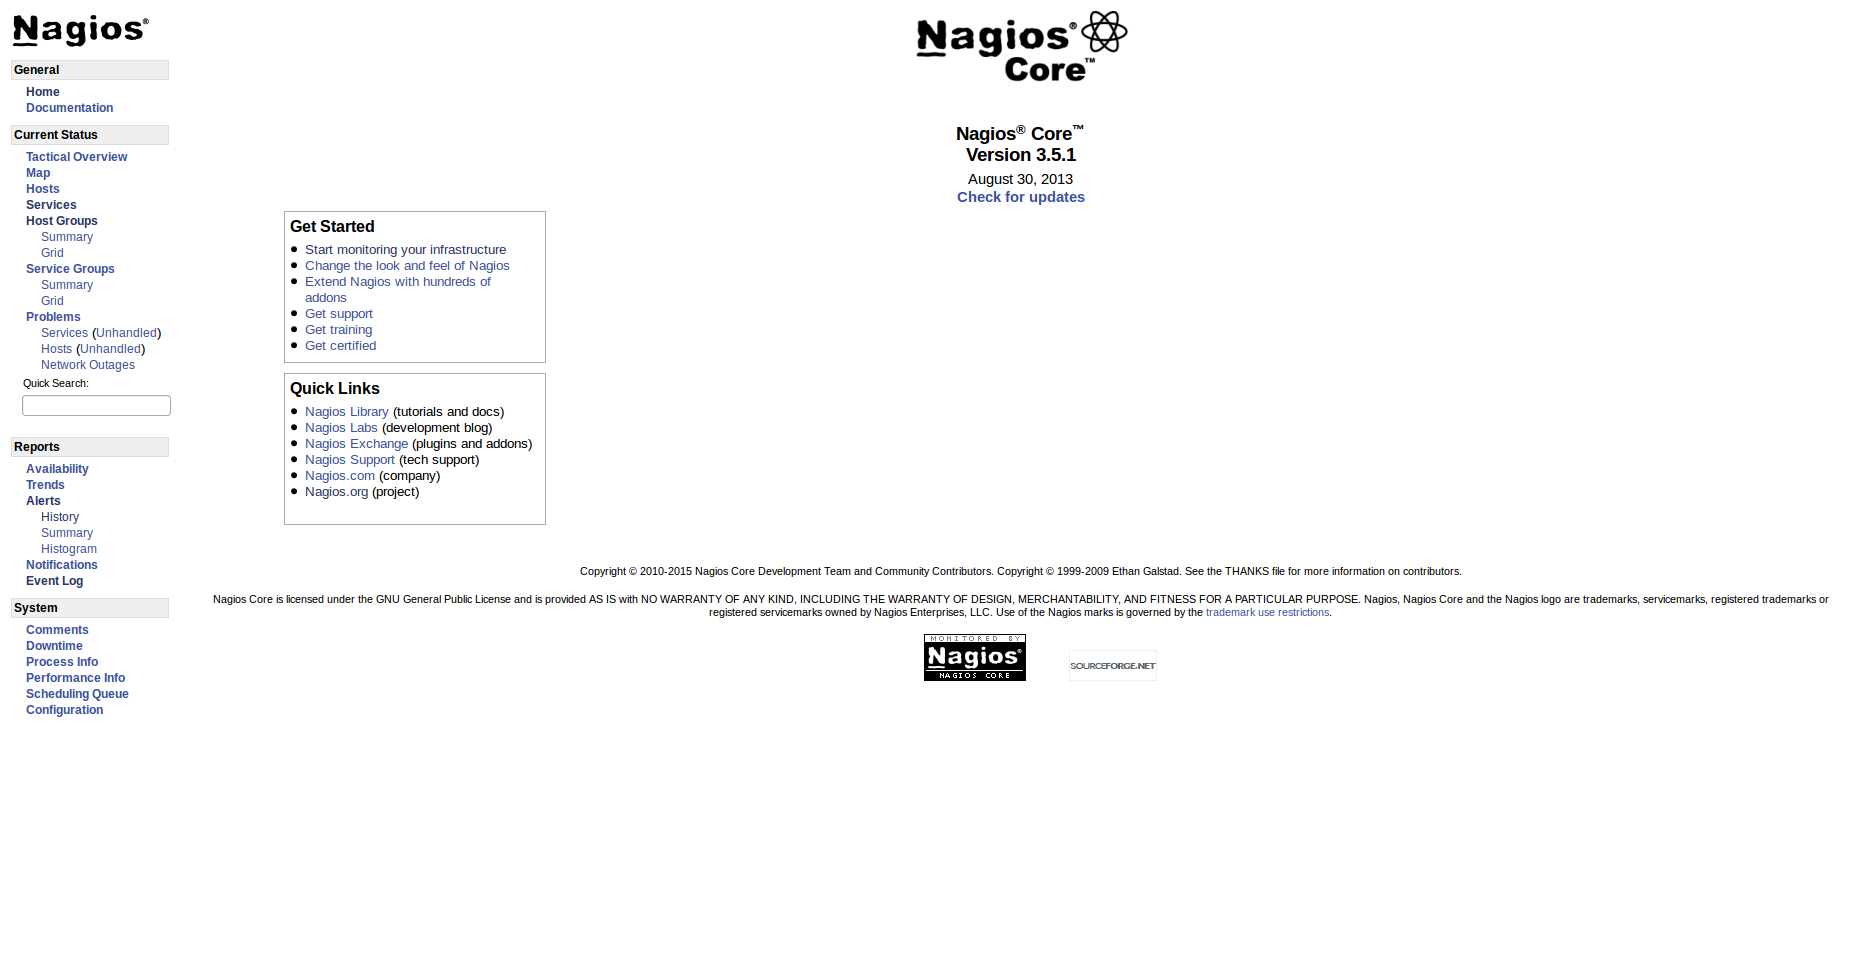 Nagios®
General
Home
Documentation
Current Status
Tactical Overview
Map
Hosts
Services
Host Groups
Summary
Grid
Service Groups
Summary
Grid
Problems
Services (Unhandled)
Hosts (Unhandled)
Network Outages
Quick Search:
Reports
Availability
Trends
Alerts
History
Summary
Histogram
Notifications
Event Log
System
Comments
Downtime
Process Info
Performance Info
Scheduling Queue
Configuration
Nagios®
Core™
Nagios® Core™
Version 3.5.1
August 30, 2013
Check for updates
Get Started
Start monitoring your infrastructure
Change the look and feel of Nagios
Extend Nagios with hundreds of
addons
Get support
Get training
Get certified
Quick Links
Nagios Library (tutorials and docs)
Nagios Labs (development blog)
Nagios Exchange (plugins and addons)
Nagios Support (tech support)
Nagios.com (company)
Nagios.org (project)
Copyright © 2010-2015 Nagios Core Development Team and Community Contributors. Copyright © 1999-2009 Ethan Galstad. See the THANKS file for more information on contributors.
Nagios Core is licensed under the GNU General Public License and is provided AS IS with NO WARRANTY OF ANY KIND, INCLUDING THE WARRANTY OF DESIGN, MERCHANTABILITY, AND FITNESS FOR A PARTICULAR PURPOSE. Nagios, Nagios Core and the Nagios logo are trademarks, servicemarks, registered trademarks or
registered servicemarks owned by Nagios Enterprises, LLC. Use of the Nagios marks is governed by the trademark use restrictions.
MONITORED BY
Nagios®
NAGIOS CORE
SOURCEFORGE.NET